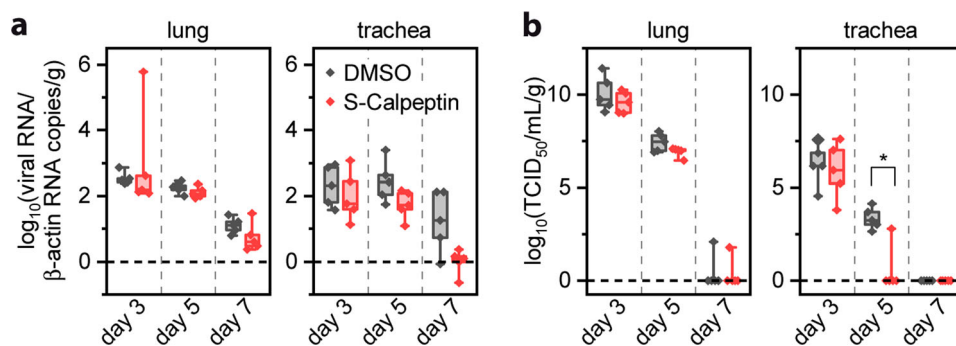 a
lung
trachea
log10(viral RNA/
β-actin RNA copies/g)
6
4
2
0
day 3
day 5
day 7
6
4
2
0
DMSO
S-Calpeptin
day 3
day 5
day 7
b
lung
trachea
log10(TCID50/mL/g)
10
5
0
day 3
day 5
day 7
10
5
0
*
day 3
day 5
day 7